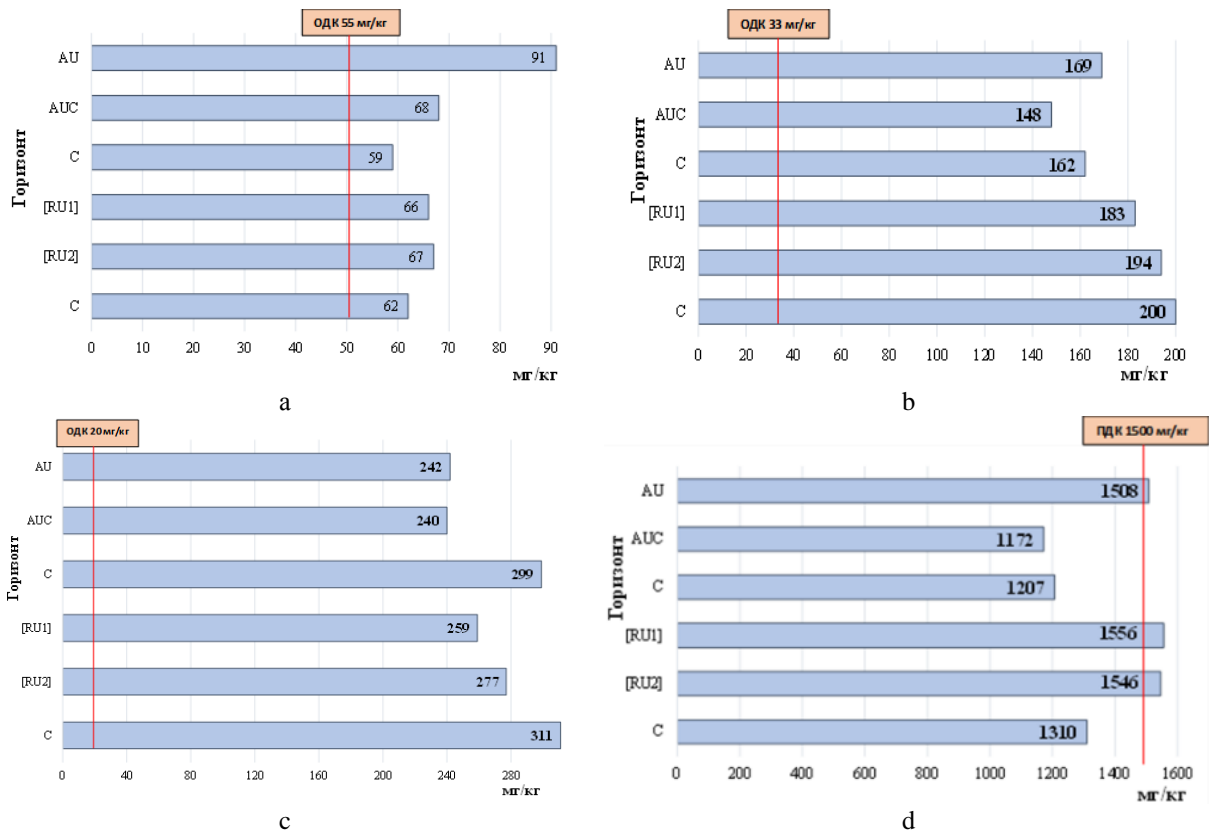 ОДК 55 мг/кг
Горизонт
AU 91
AUC 68
C 59
[RU1] 66
[RU2] 67
C 62
0 10 20 30 40 50 60 70 80 90
мг/кг
a
ОДК 33 мг/кг
Горизонт
AU 169
AUC 148
C 162
[RU1] 183
[RU2] 194
C 200
0 20 40 60 80 100 120 140 160 180 200
мг/кг
b
ОДК 20 мг/кг
Горизонт
AU 242
AUC 240
C 299
[RU1] 259
[RU2] 277
C 311
0 40 80 120 160 200 240 280
мг/кг
c
ПДК 1500 мг/кг
Горизонт
AU 1508
AUC 1172
C 1207
[RU1] 1556
[RU2] 1546
C 1310
0 200 400 600 800 1000 1200 1400 1600
мг/кг
d